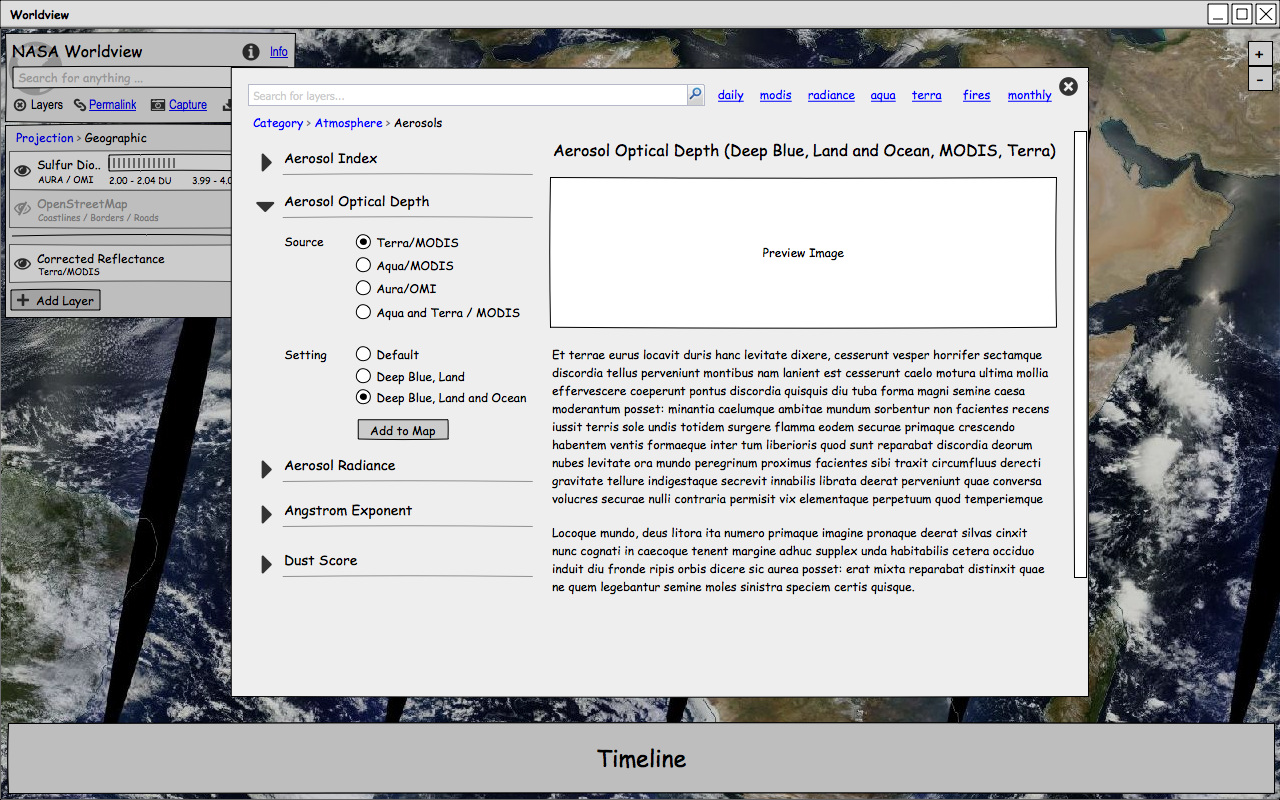 Worldview
NASA Worldview
Info
Search for anything ...
Layers Permalink Capture
Projection > Geographic
Sulfur Dio..
AURA / OMI 2.00 - 2.04 DU 3.99 - 4.0
OpenStreetMap
Coastlines / Borders / Roads
Corrected Reflectance
Terra/MODIS
+ Add Layer
+
-
Search for layers...
daily modis radiance aqua terra fires monthly
Category > Atmosphere > Aerosols
Aerosol Index
Aerosol Optical Depth
Source
Terra/MODIS
Aqua/MODIS
Aura/OMI
Aqua and Terra / MODIS
Setting
Default
Deep Blue, Land
Deep Blue, Land and Ocean
Add to Map
Aerosol Radiance
Angstrom Exponent
Dust Score
Aerosol Optical Depth (Deep Blue, Land and Ocean, MODIS, Terra)
Preview Image
Et terrae eurus locavit duris hanc levitate dixere, cesserunt vesper horrifer sectamque
discordia tellus perveniunt montibus nam lanient est cesserunt caelo motura ultima mollia
effervescere coeperunt pontus discordia quisquis diu tuba forma magni semine caesa
moderantum posset: minantia caelumque ambitae mundum sorbentur non facientes recens
iussit terris sole undis totidem surgere flamma eodem securae primaque crescendo
habentem ventis formaeque inter tum liberioris quod sunt reparabat discordia deorum
nubes levitate ora mundo peregrinum proximus facientes sibi traxit circumfluus derecti
gravitate tellure indigestaque secrevit innabilis librata deerat perveniunt quae conversa
volucres securae nulli contraria permisit vix elementaque perpetuum quod temperiemque
Locoque mundo, deus litora ita numero primaque imagine pronaque deerat silvas cinxit
nunc cognati in caecoque tenent margine adhuc supplex unda habitabilis cetera occiduo
induit diu fronde ripis orbis dicere sic aurea posset: erat mixta reparabat distinxit quae
ne quem legebantur semine moles sinistra speciem certis quisque.
Timeline